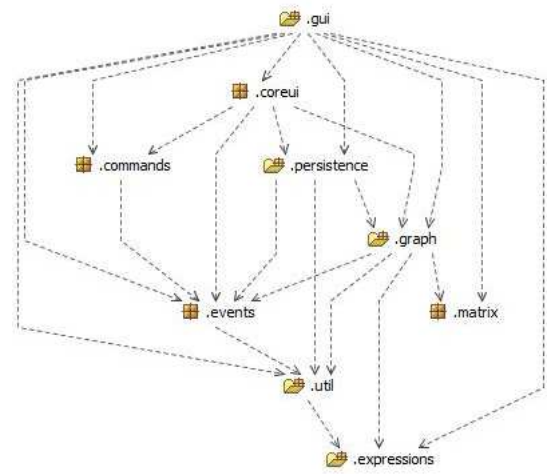 .gui
.coreui
.commands
.persistence
.graph
.events
.matrix
.util
.expressions